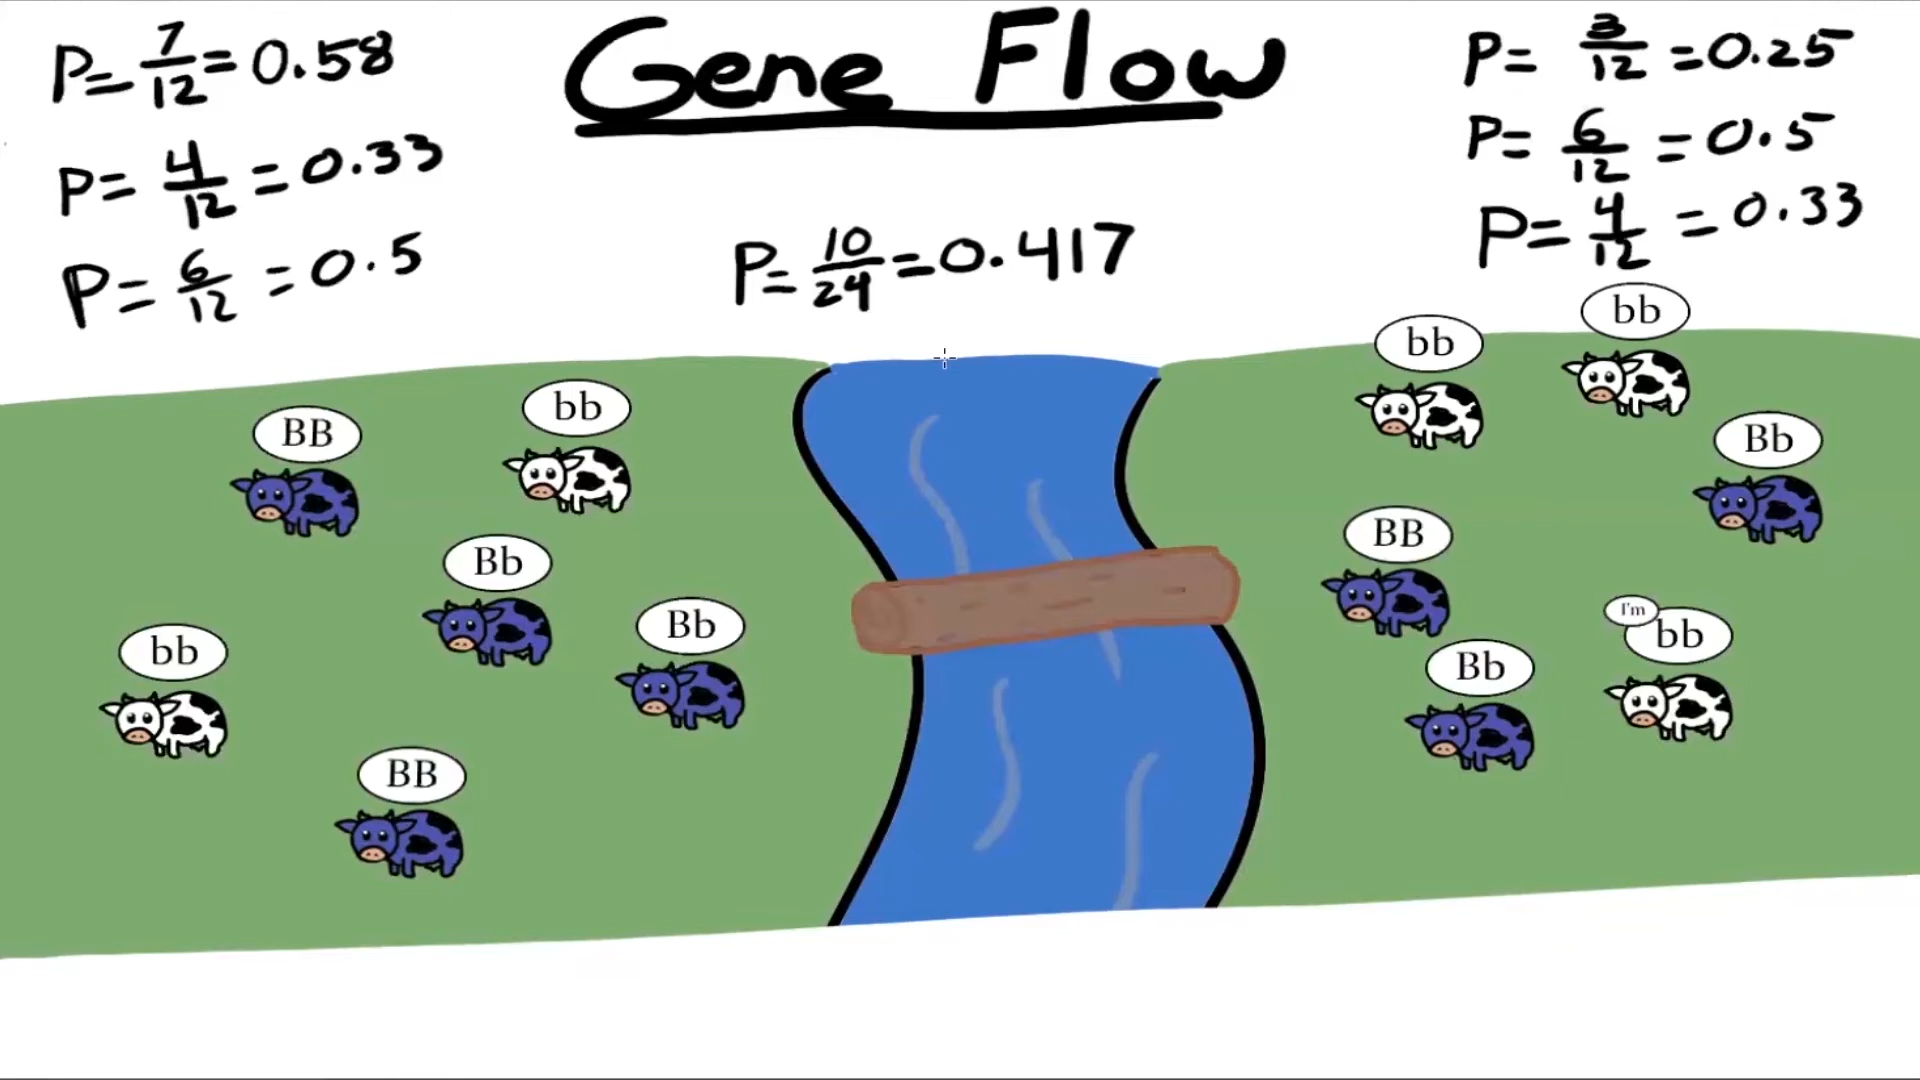 Gene Flow
P= 7/12 = 0.58
P= 4/12 = 0.33
P= 6/12 = 0.5
P= 10/24 = 0.417
P= 3/12 = 0.25
P= 6/12 = 0.5
P= 4/12 = 0.33
BB
bb
Bb
Bb
bb
BB
bb
bb
Bb
BB
I'm
bb
Bb